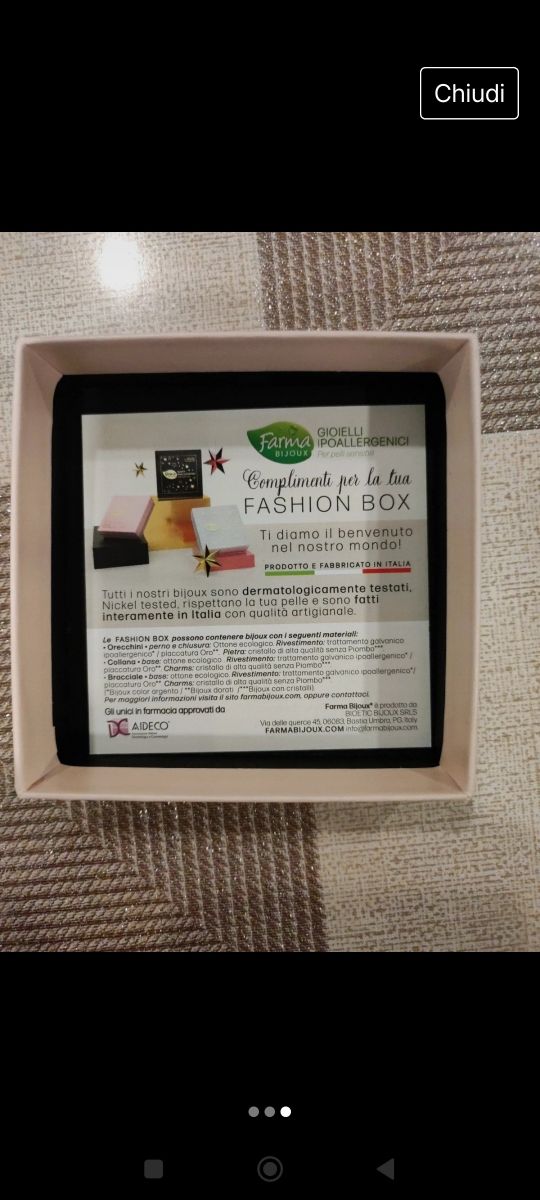 Chiudi
Farma
BIJOUX
GIOIELLI
IPOALLERGENICI
Per pelli sensibili
Complimenti per la tua
FASHION BOX
Ti diamo il benvenuto
nel nostro mondo!
PRODOTTO E FABBRICATO IN ITALIA
Tutti i nostri bijoux sono dermatologicamente testati,
Nickel tested, rispettano la tua pelle e sono fatti
interamente in Italia con qualità artigianale.
Le FASHION BOX possono contenere bijoux con i seguenti materiali:
• Orecchini • perno e chiusura: Ottone ecologico. Rivestimento: trattamento galvanico
ipoallergenico* / placcatura Oro**. Pietra: cristallo di alta qualità senza Piombo***
• Collana • base: ottone ecologico. Rivestimento: trattamento galvanico ipoallergenico* /
placcatura Oro**. Charms: cristallo di alta qualità senza Piombo***
• Bracciale • base: ottone ecologico. Rivestimento: trattamento galvanico ipoallergenico*/
placcatura Oro**. Charms: cristallo di alta qualità senza Piombo***
(*Bijoux color argento / **Bijoux dorati /***Bijoux con cristalli).
Per maggiori informazioni visita il sito farmabijoux.com, oppure contattaci.
Gli unici in farmacia approvati da
AIDECO
Farma Bijoux® è prodotto da
BIOETIC BIJOUX SRLS
Via delle querce 45, 06083, Bastia Umbra, PG, Italy
FARMABIJOUX.COM info@farmabijoux.com